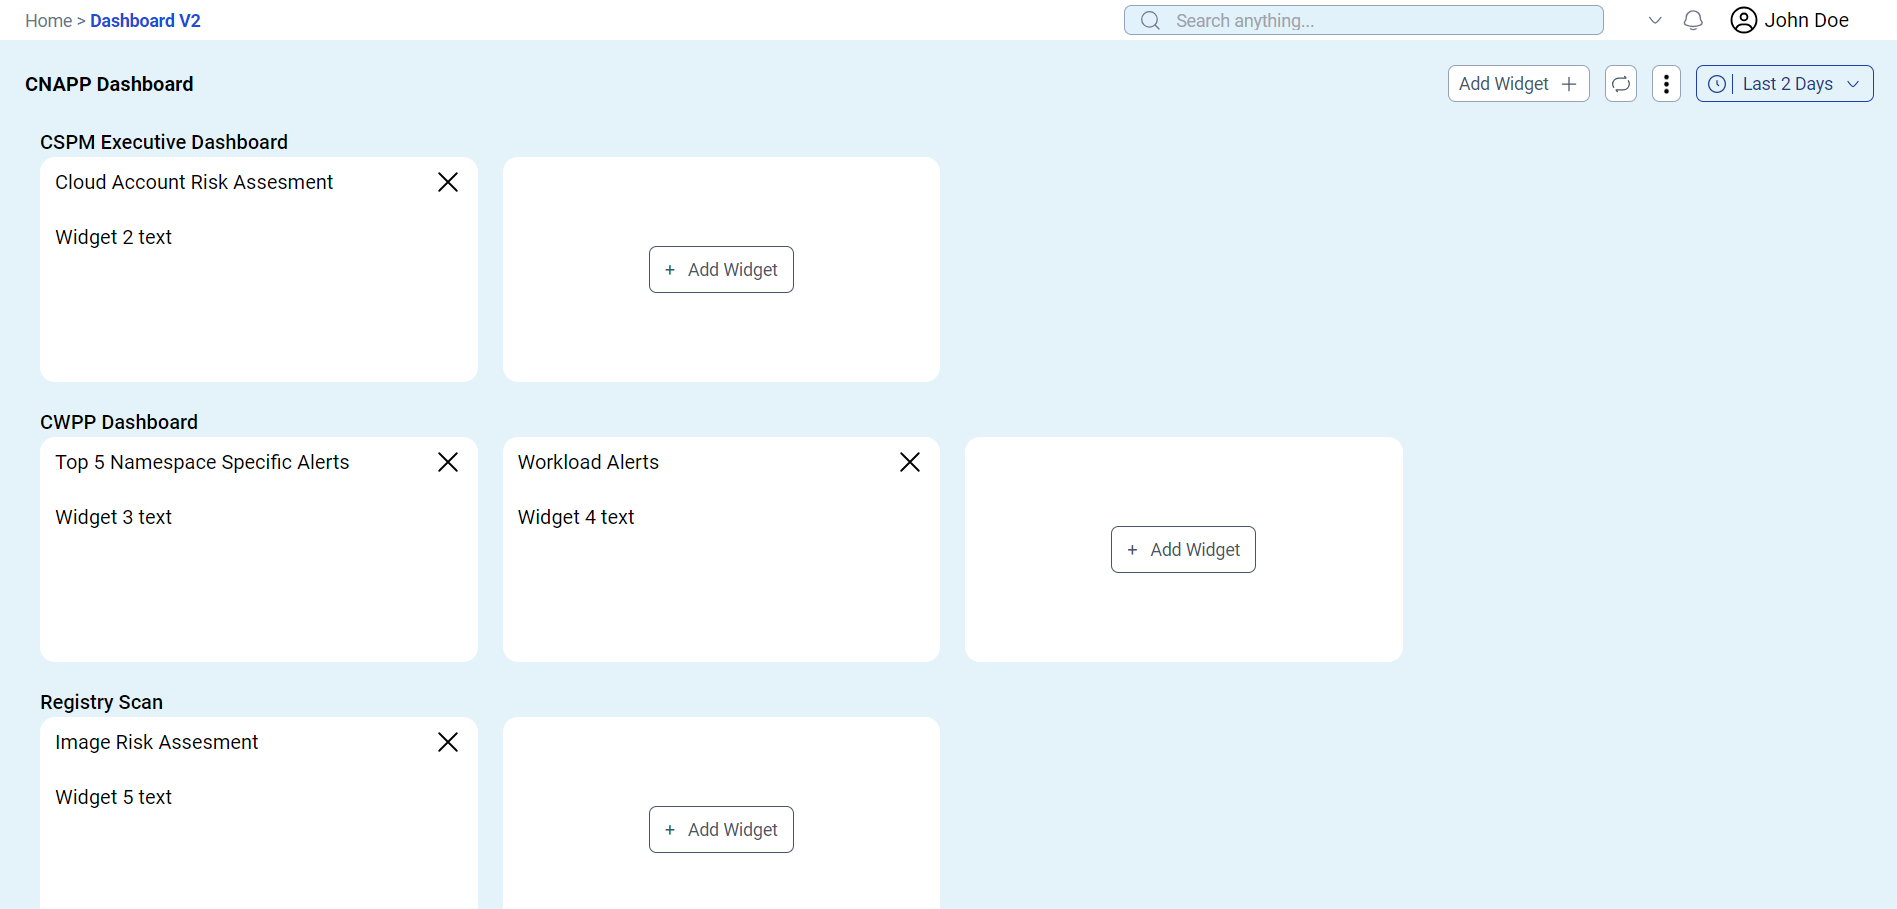 Home > Dashboard V2
Search anything...
John Doe
CNAPP Dashboard
Add Widget +
Last 2 Days
CSPM Executive Dashboard
Cloud Account Risk Assesment
Widget 2 text
+ Add Widget
CWPP Dashboard
Top 5 Namespace Specific Alerts
Widget 3 text
Workload Alerts
Widget 4 text
+ Add Widget
Registry Scan
Image Risk Assesment
Widget 5 text
+ Add Widget